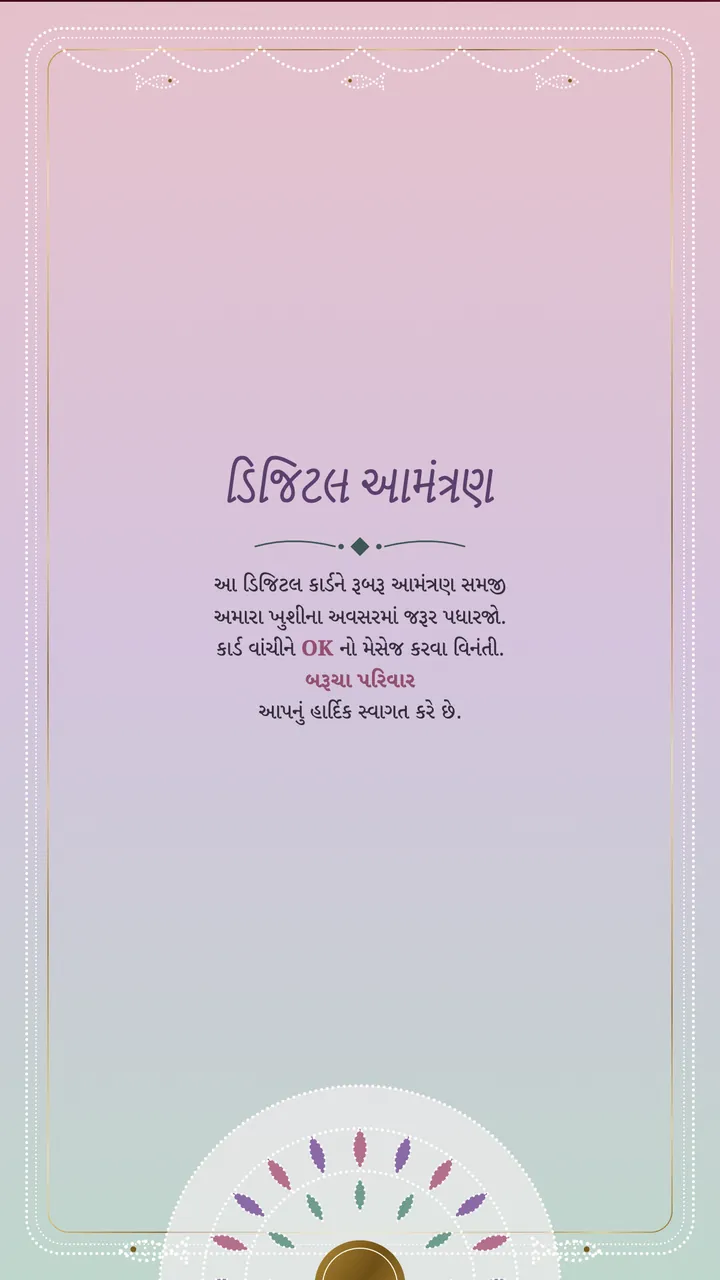 ડિજિટલ આમંત્રણ
આ ડિજિટલ કાર્ડને રૂબરૂ આમંત્રણ સમજી
અમારા ખુશીના અવસરમાં જરૂર પધારજો.
કાર્ડ વાંચીને OK નો મેસેજ કરવા વિનંતી.
બરૂચા પરિવાર
આપનું હાર્દિક સ્વાગત કરે છે.